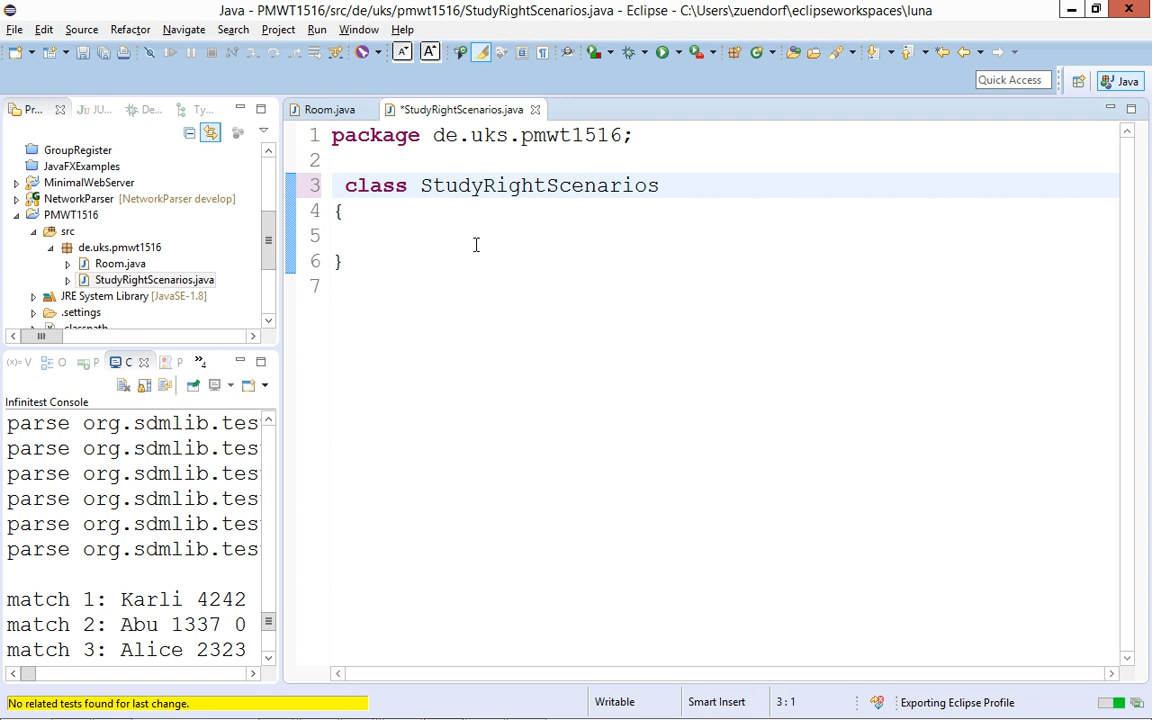 Java - PMWT1516/src/de/uks/pmwt1516/StudyRightScenarios.java - Eclipse - C:\Users\zuendorf\eclipseworkspaces\luna
File Edit Source Refactor Navigate Search Project Run Window Help
Quick Access
Java
Pr...
JU...
De...
Ty...
Room.java
*StudyRightScenarios.java
GroupRegister
JavaFXExamples
MinimalWebServer
NetworkParser [NetworkParser develop]
PMWT1516
src
de.uks.pmwt1516
Room.java
StudyRightScenarios.java
JRE System Library [JavaSE-1.8]
.settings
1 package de.uks.pmwt1516;
2
3 class StudyRightScenarios
4 {
5
6 }
7
(x)= V
O
P
C
P
»4
Infinitest Console
parse org.sdmlib.tes
parse org.sdmlib.tes
parse org.sdmlib.tes
parse org.sdmlib.tes
parse org.sdmlib.tes
parse org.sdmlib.tes
match 1: Karli 4242
match 2: Abu 1337 0
match 3: Alice 2323
No related tests found for last change.
Writable
Smart Insert
3 : 1
Exporting Eclipse Profile